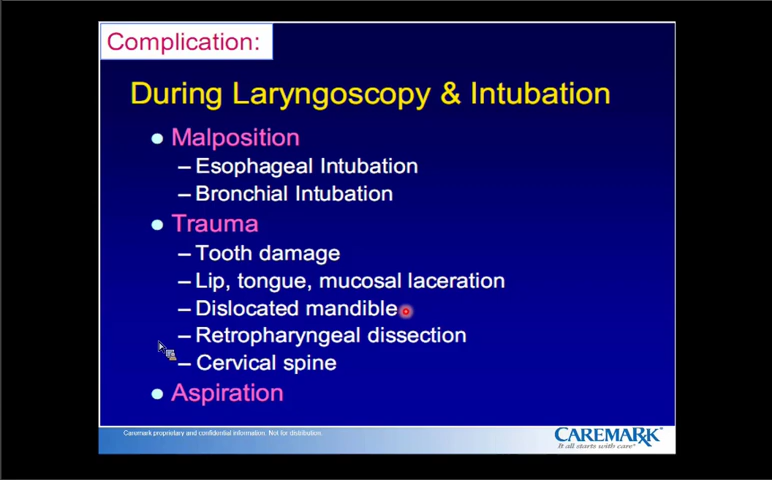 Complication:
During Laryngoscopy & Intubation
● Malposition
– Esophageal Intubation
– Bronchial Intubation
● Trauma
– Tooth damage
– Lip, tongue, mucosal laceration
– Dislocated mandible
– Retropharyngeal dissection
– Cervical spine
● Aspiration
Caremark proprietary and confidential information. Not for distribution.
CAREMARK
It all starts with care